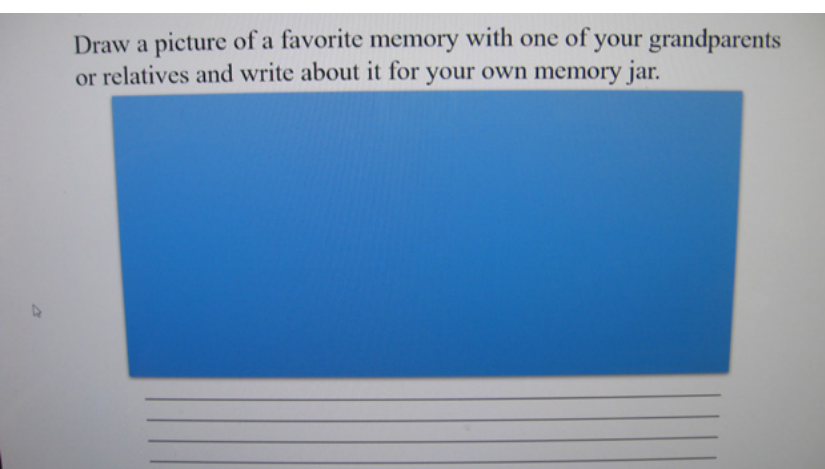 Draw a picture of a favorite memory with one of your grandparents
or relatives and write about it for your own memory jar.